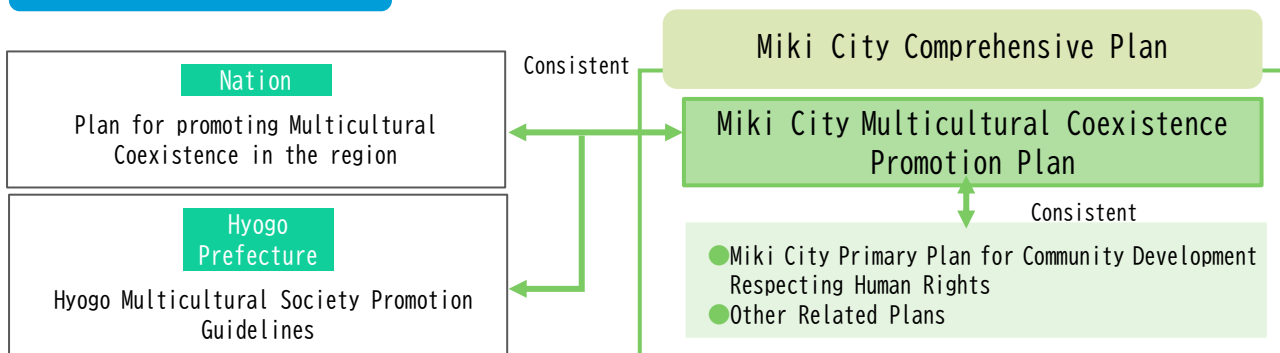 Miki City Comprehensive Plan
Consistent
Nation
Plan for promoting Multicultural
Coexistence in the region
Miki City Multicultural Coexistence
Promotion Plan
Hyogo
Prefecture
Hyogo Multicultural Society Promotion
Guidelines
Consistent
●Miki City Primary Plan for Community Development
Respecting Human Rights
●Other Related Plans